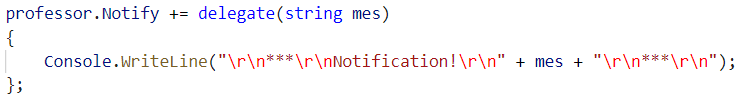 professor.Notify += delegate(string mes)
{
    Console.WriteLine("\r\n***\r\nNotification!\r\n" + mes + "\r\n***\r\n");
};